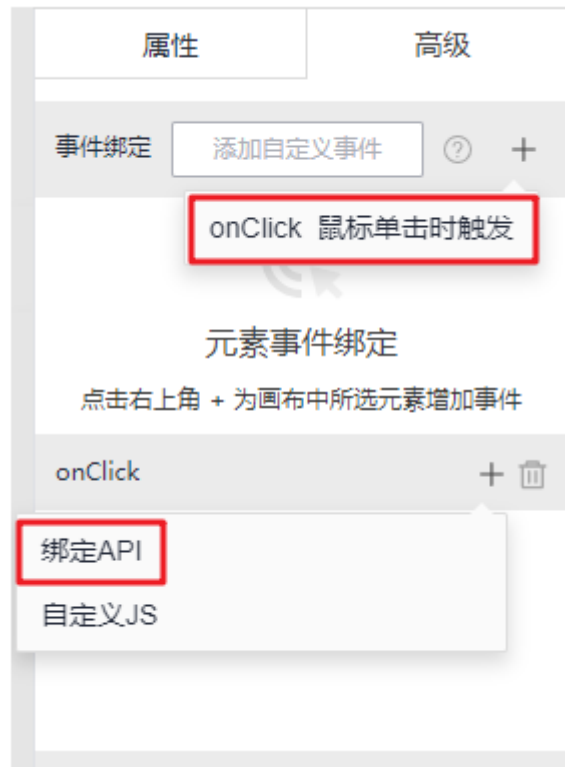 属性 高级
事件绑定 添加自定义事件 ? +
onClick 鼠标单击时触发
元素事件绑定
点击右上角 + 为画布中所选元素增加事件
onClick +
绑定API
自定义JS